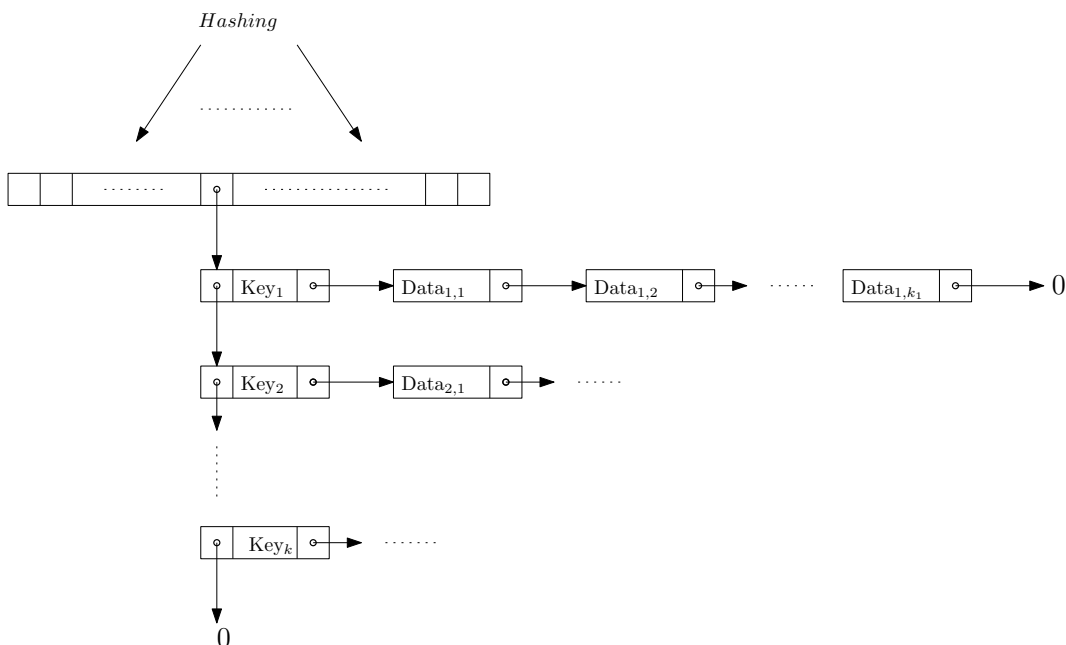 Hashing
Key₁ Data₁,₁ Data₁,₂ Data₁,ₖ₁ 0
Key₂ Data₂,₁
Keyₖ
0